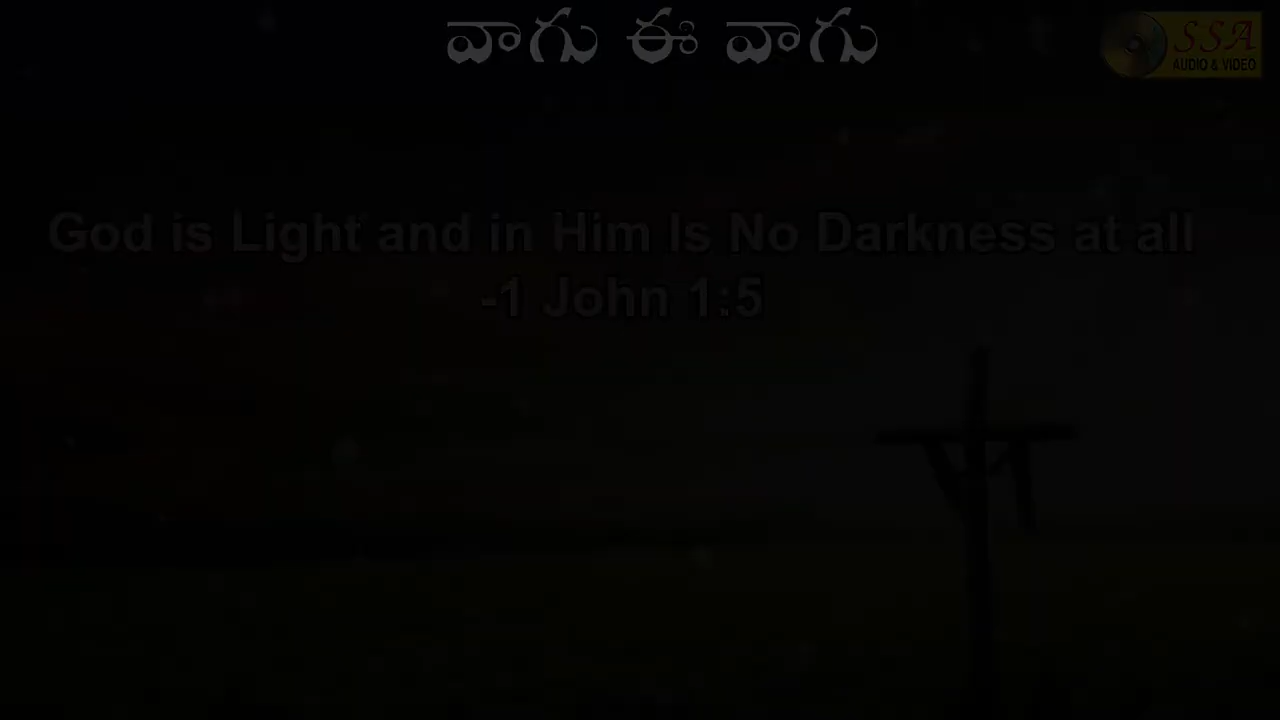 వాగు ఈ వాగు
SSA
AUDIO & VIDEO
God is Light and in Him Is No Darkness at all
-1 John 1:5